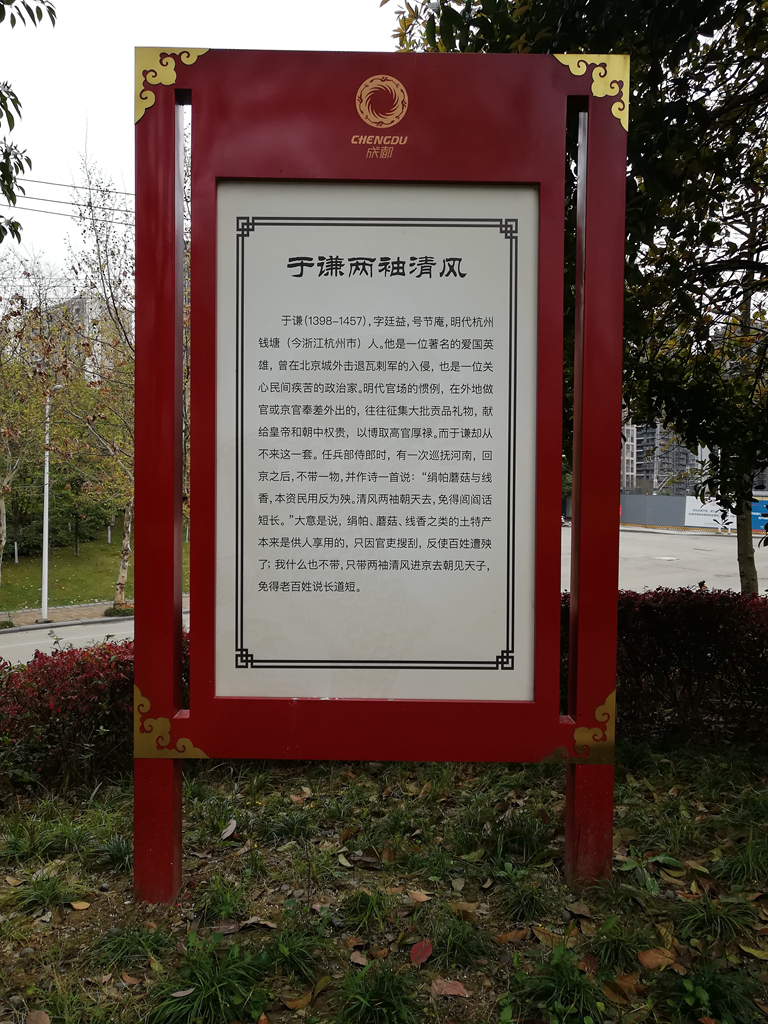 CHENGDU
成都
于谦两袖清风
于谦(1398-1457),字廷益,号节庵,明代杭州
钱塘（今浙江杭州市）人。他是一位著名的爱国英
雄，曾在北京城外击退瓦剌军的入侵，也是一位关
心民间疾苦的政治家。明代官场的惯例，在外地做
官或京官奉差外出的，往往征集大批贡品礼物，献
给皇帝和朝中权贵，以博取高官厚禄。而于谦却从
不来这一套。任兵部侍郎时，有一次巡抚河南，回
京之后,不带一物,并作诗一首说：“绢帕蘑菇与线
香,本资民用反为殃。清风两袖朝天去,免得闾阎话
短长。”大意是说，绢帕、蘑菇、线香之类的土特产
本来是供人享用的，只因官吏搜刮，反使百姓遭殃
了；我什么也不带,只带两袖清风进京去朝见天子，
免得老百姓说长道短。